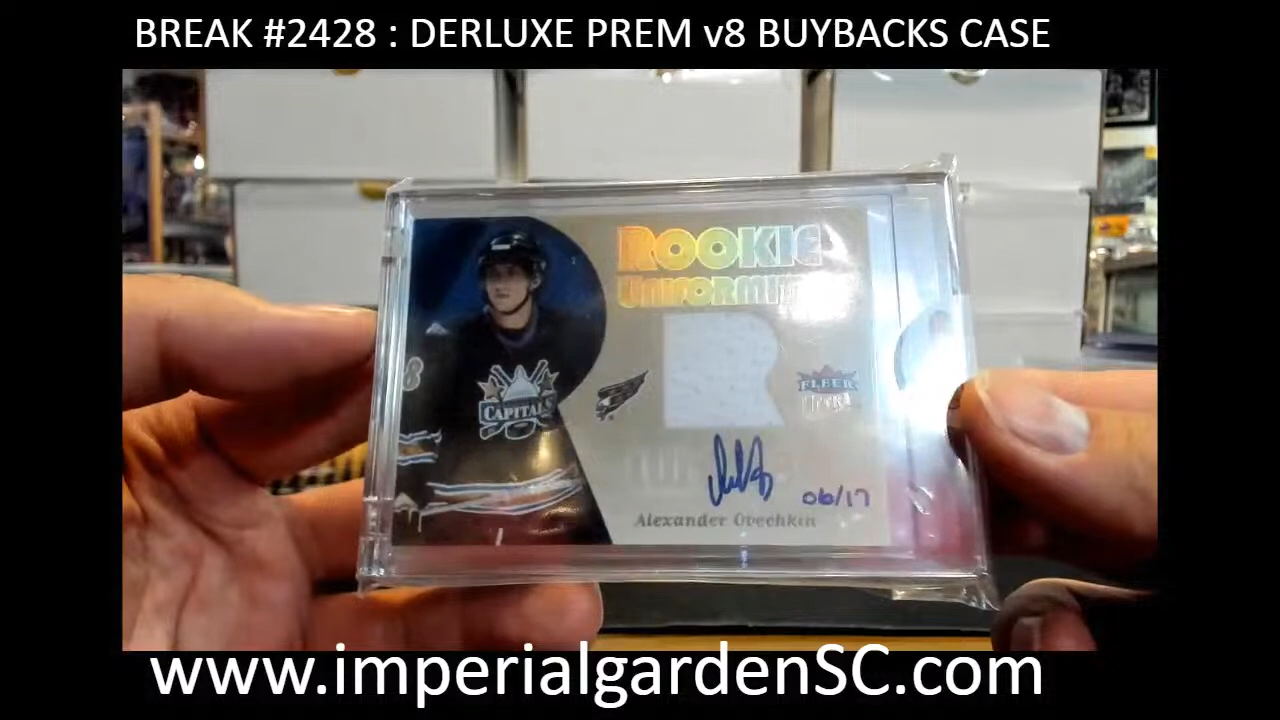 BREAK #2428 : DERLUXE PREM v8 BUYBACKS CASE
ROOKIE
UNIFORMITY
8
CAPITALS
FLEER
ULTRA
06/17
Alexander Ovechkin
www.imperialgardenSC.com